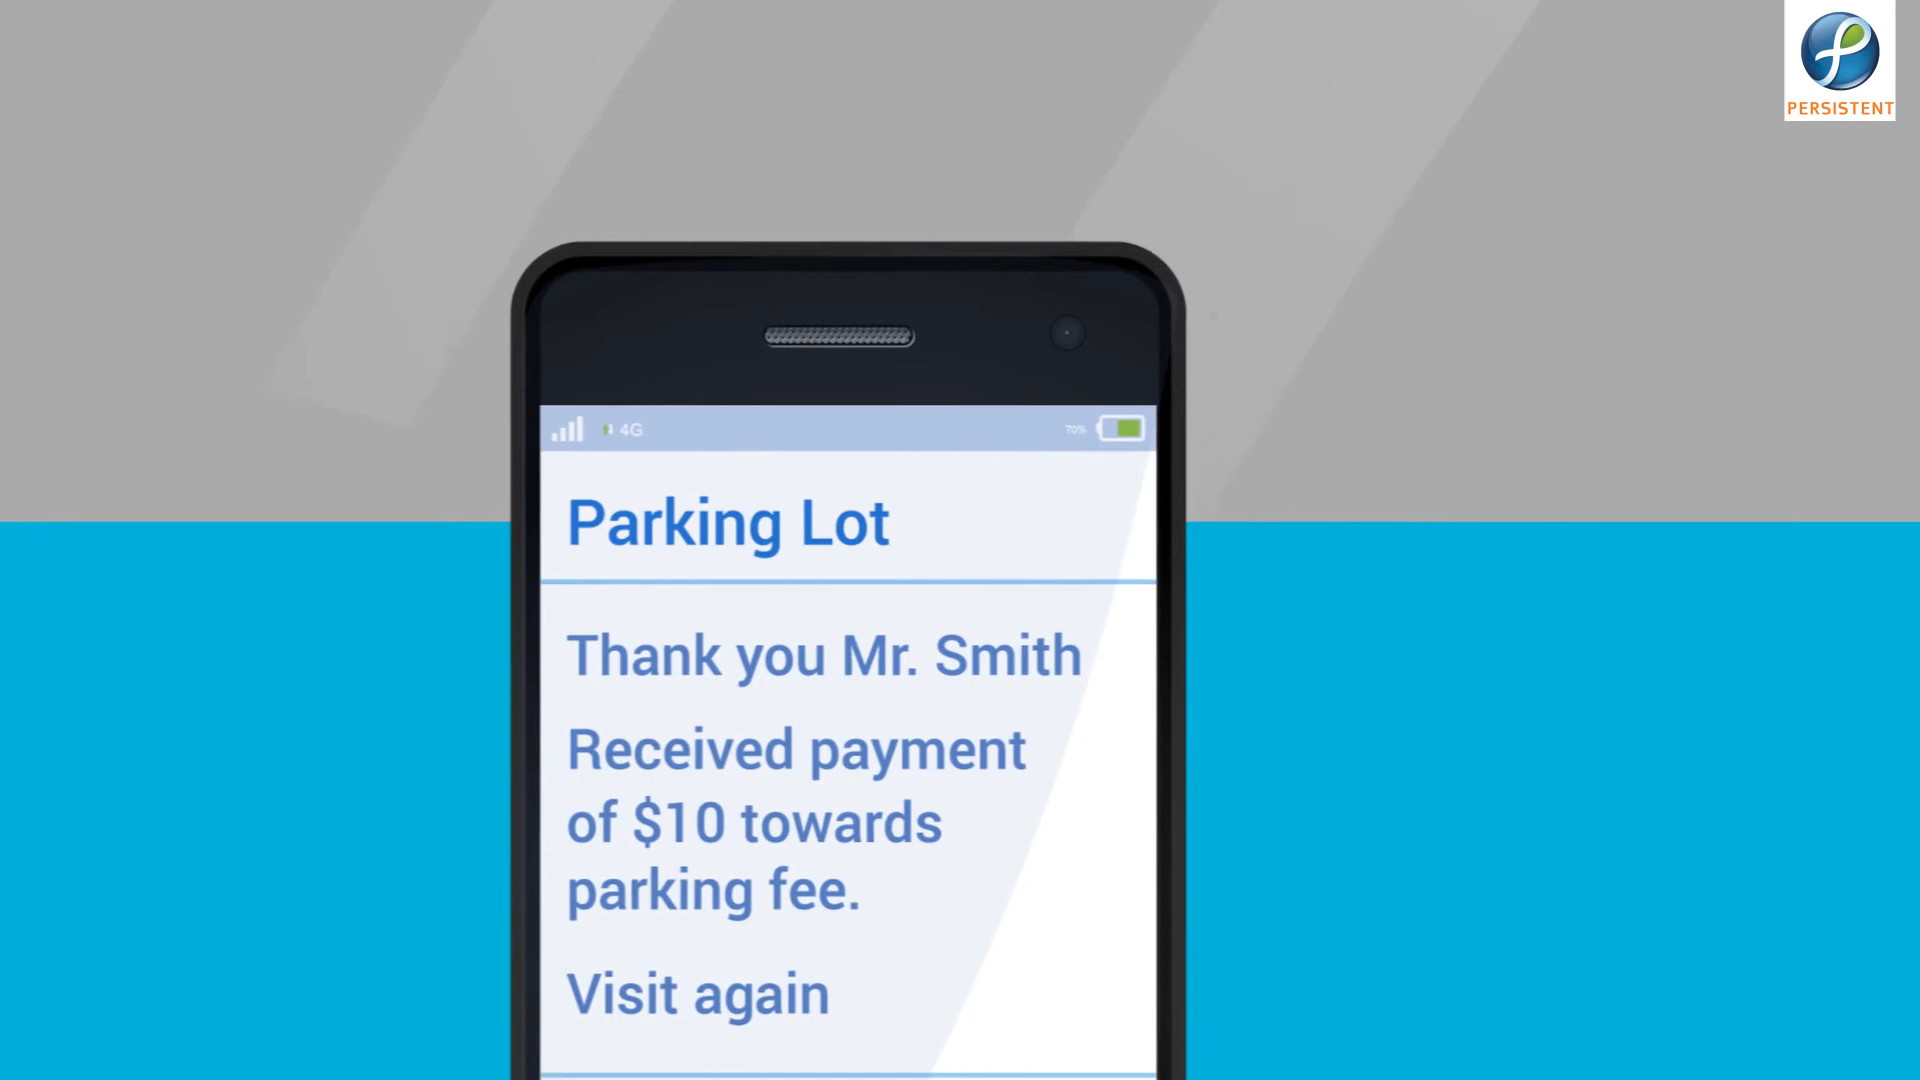 PERSISTENT
4G
70%
Parking Lot
Thank you Mr. Smith
Received payment
of $10 towards
parking fee.
Visit again